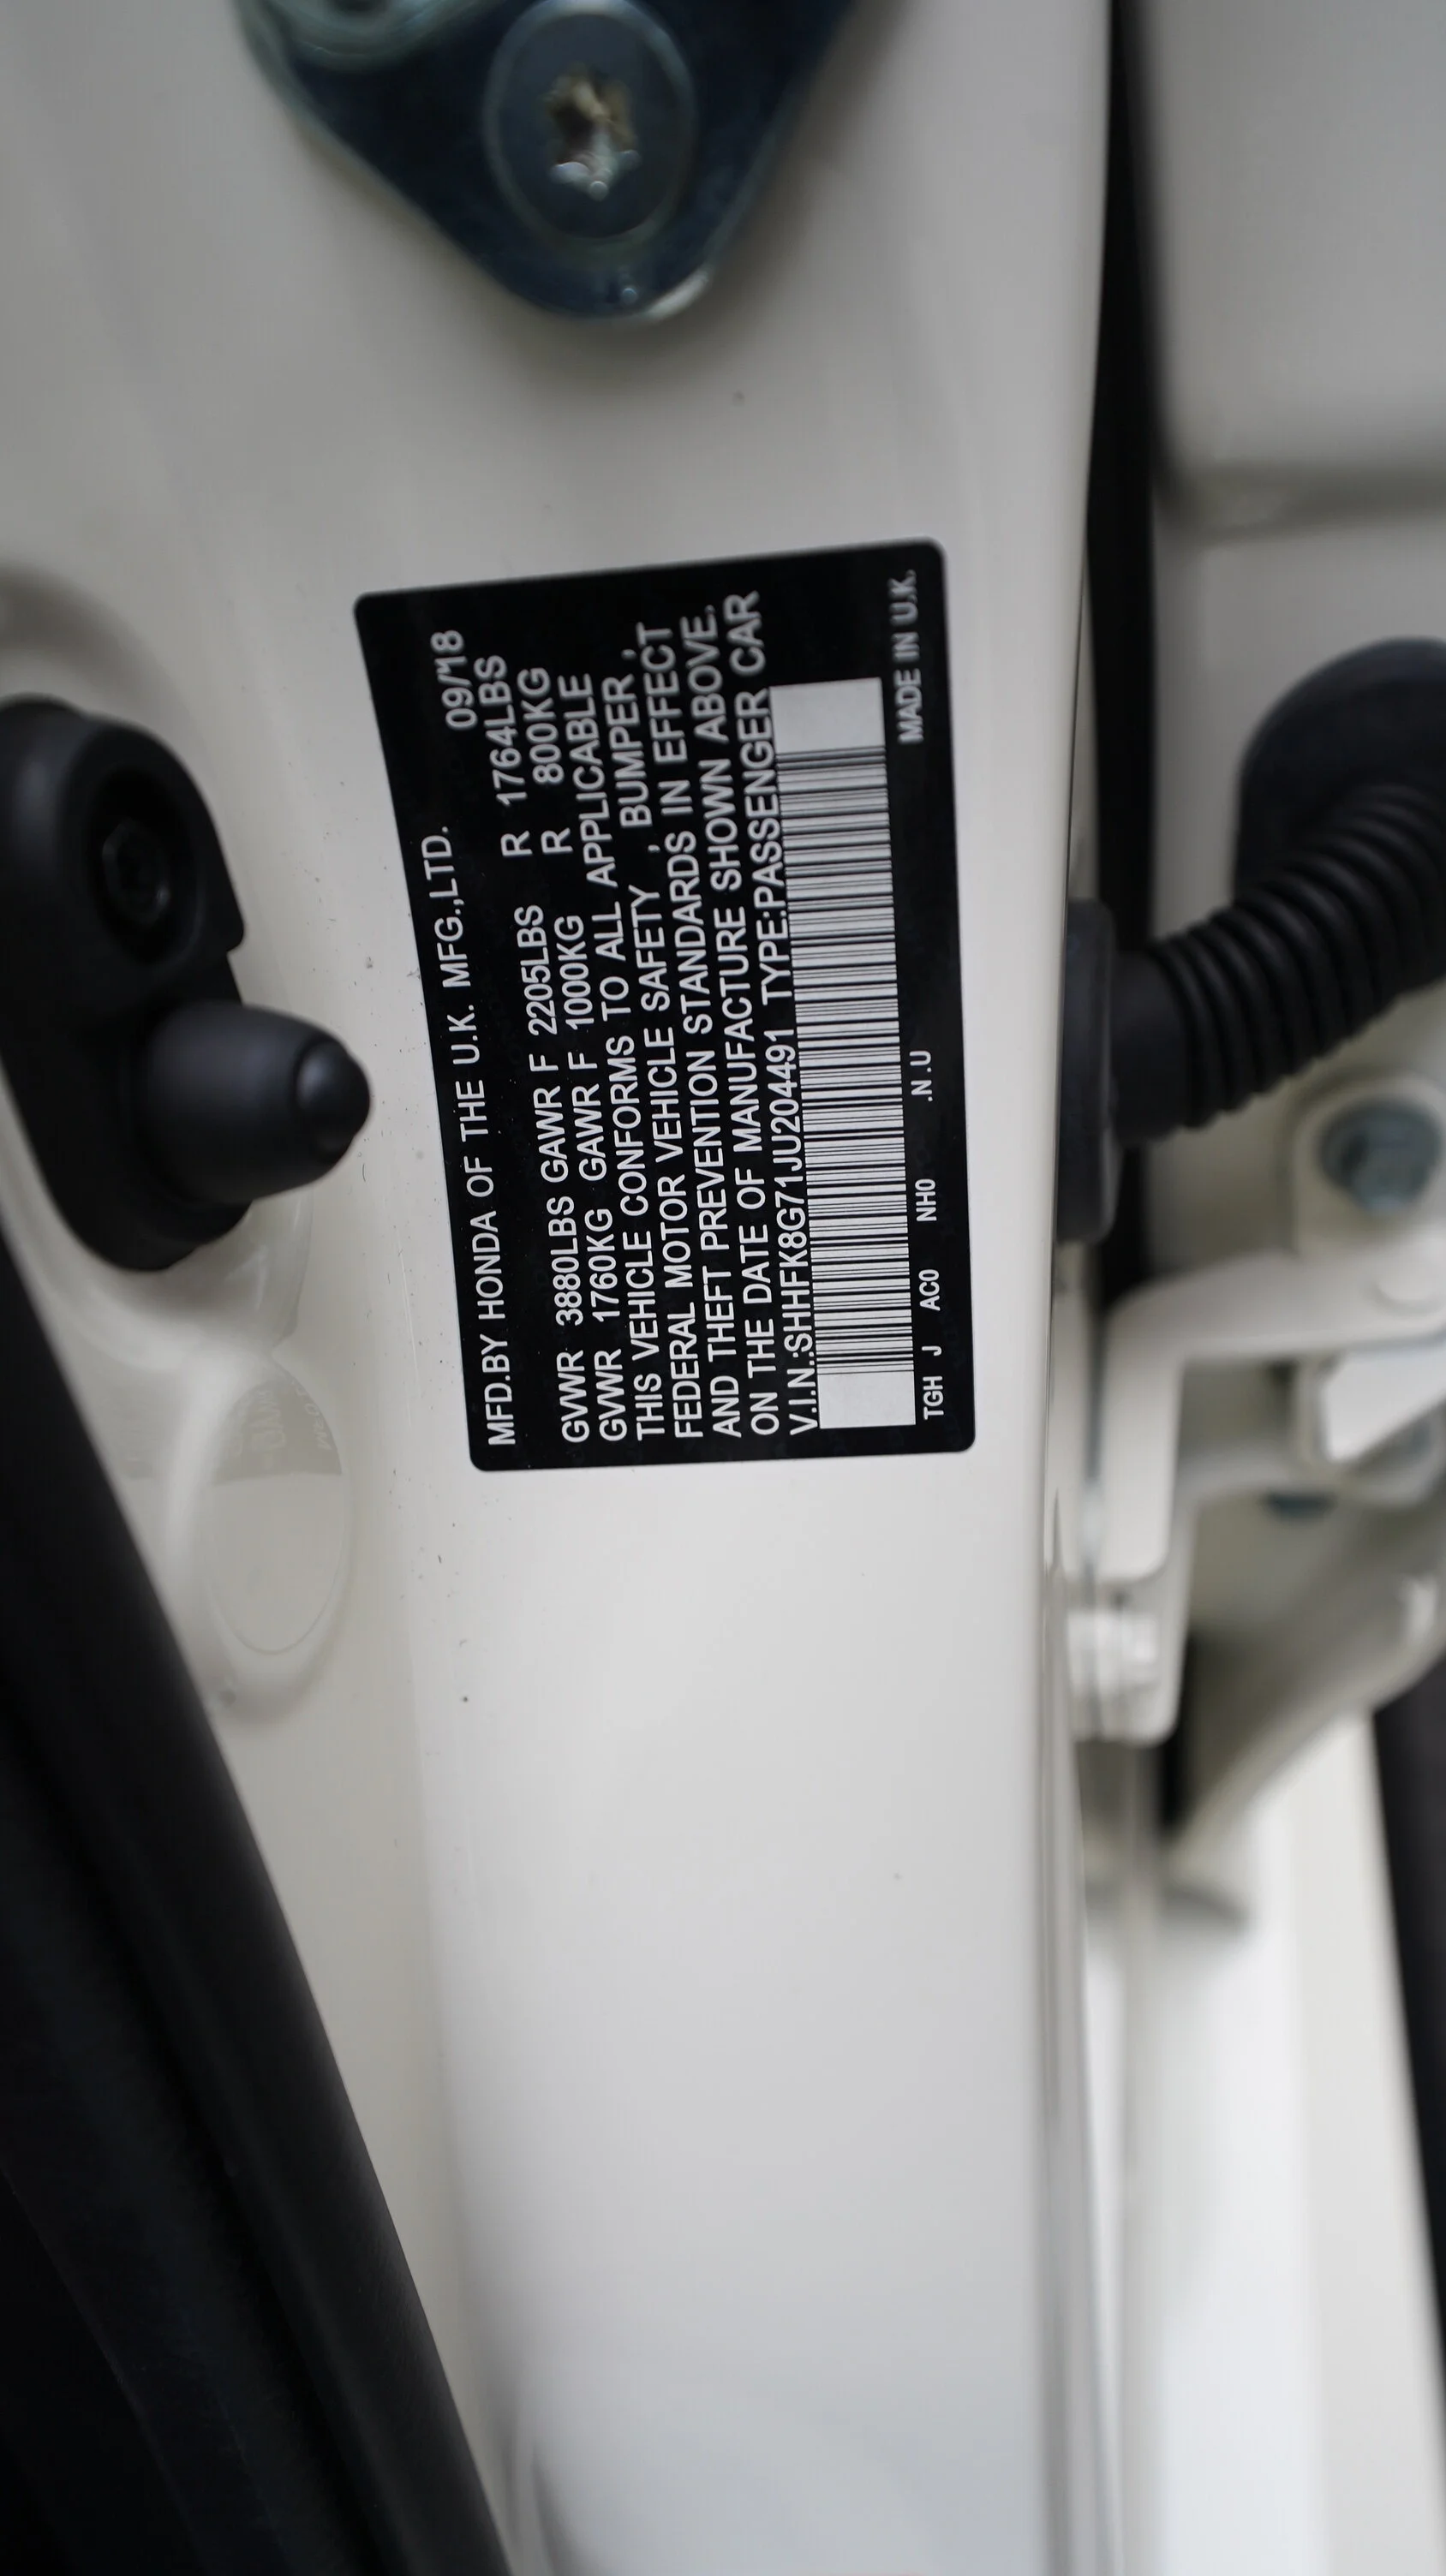 MFD.BY HONDA OF THE U.K. MFG.,LTD. 09/18
GVWR 3880LBS GAWR F 2205LBS R 1764LBS
GVWR 1760KG GAWR F 1000KG R 800KG
THIS VEHICLE CONFORMS TO ALL APPLICABLE
FEDERAL MOTOR VEHICLE SAFETY , BUMPER ,
AND THEFT PREVENTION STANDARDS IN EFFECT
ON THE DATE OF MANUFACTURE SHOWN ABOVE.
V.I.N.:SHHFK8G71JU204491 TYPE:PASSENGER CAR
TGH J AC0 NH0 .N.U MADE IN U.K.